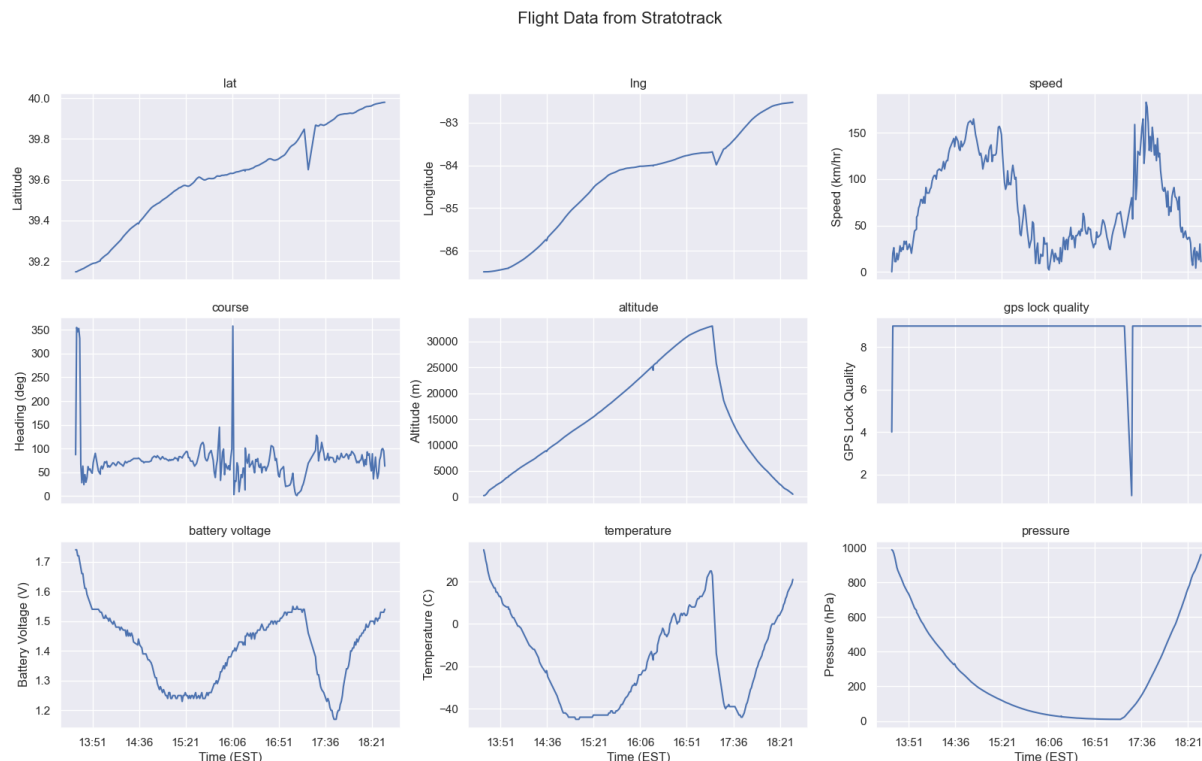 Flight Data from Stratotrack
lat
lng
speed
40.0
39.8
39.6
39.4
39.2
Latitude
−83
−84
−85
−86
Longitude
150
100
50
0
Speed (km/hr)
course
altitude
gps lock quality
350
300
250
200
150
100
50
0
Heading (deg)
30000
25000
20000
15000
10000
5000
0
Altitude (m)
8
6
4
2
GPS Lock Quality
battery voltage
temperature
pressure
1.7
1.6
1.5
1.4
1.3
1.2
Battery Voltage (V)
20
0
−20
−40
Temperature (C)
1000
800
600
400
200
0
Pressure (hPa)
13:51 14:36 15:21 16:06 16:51 17:36 18:21
Time (EST)
13:51 14:36 15:21 16:06 16:51 17:36 18:21
Time (EST)
13:51 14:36 15:21 16:06 16:51 17:36 18:21
Time (EST)